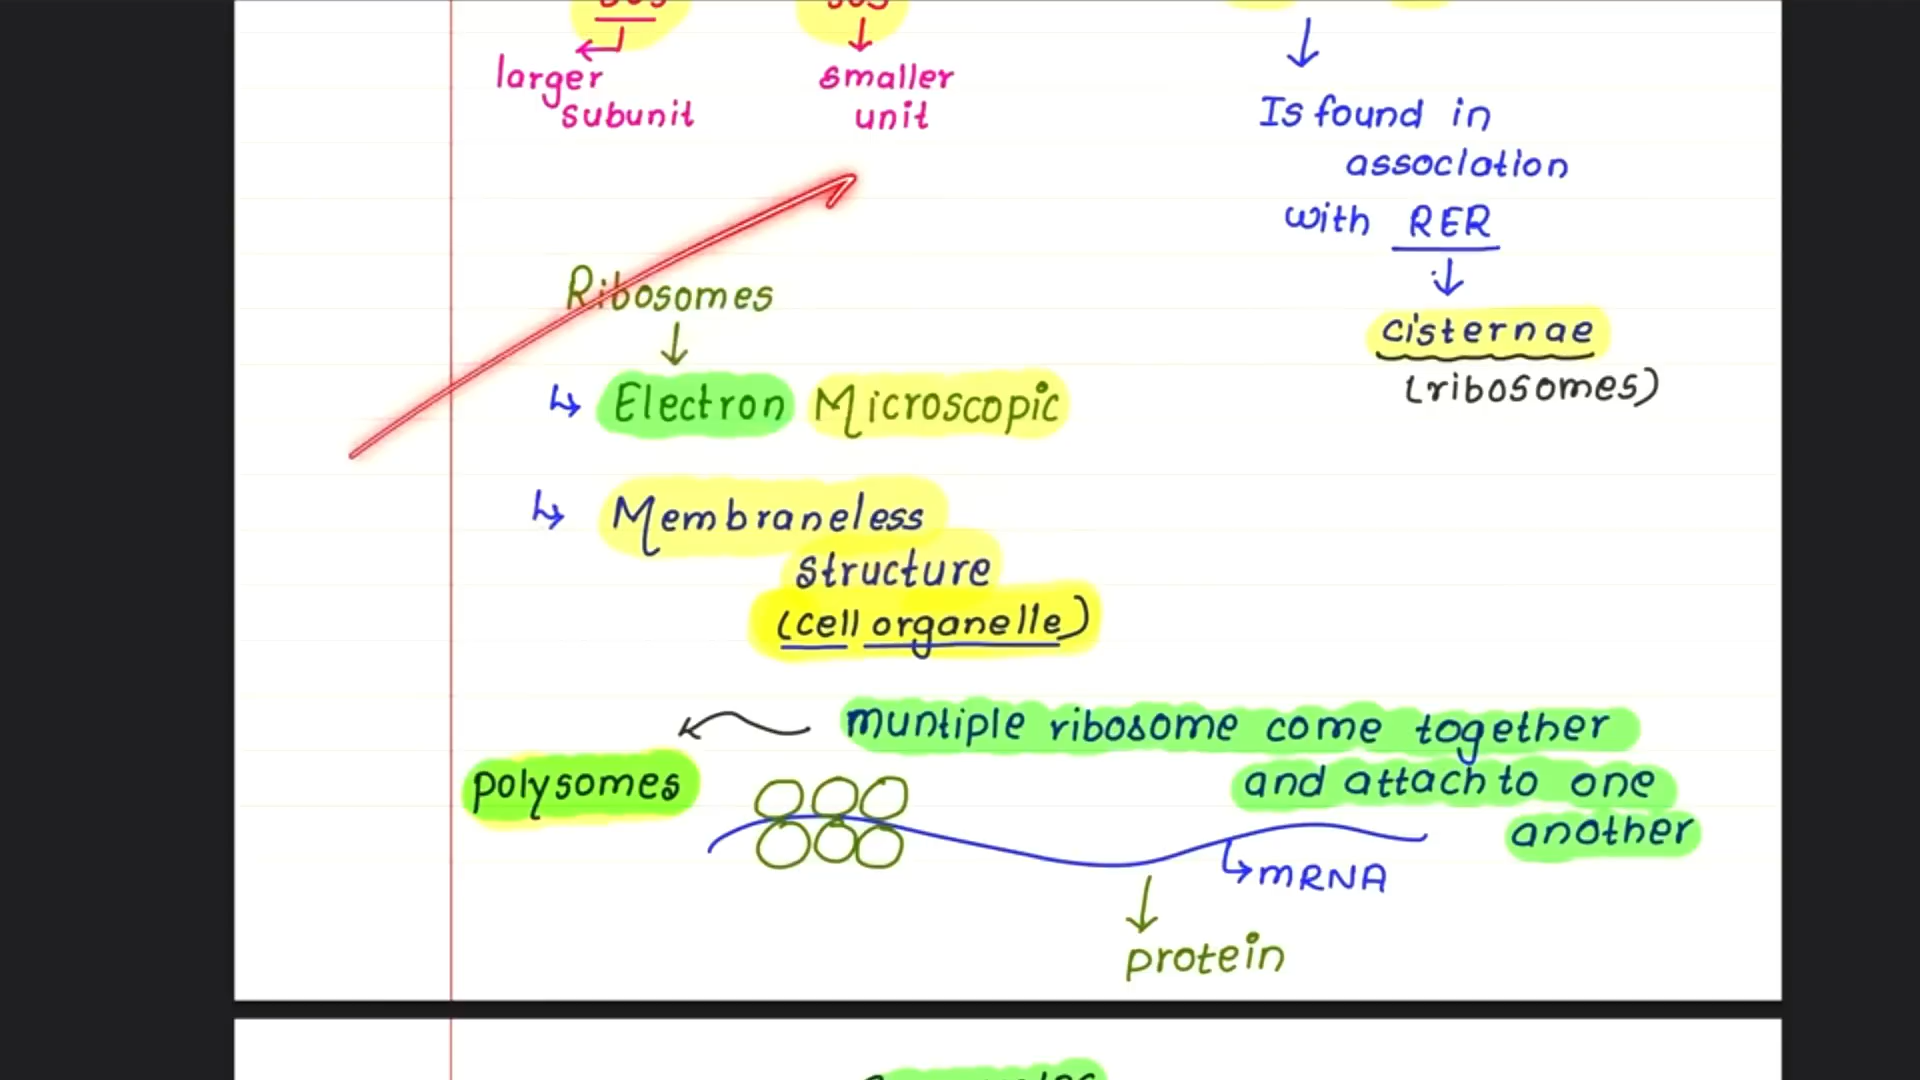 larger
subunit
smaller
unit
Is found in
association
with RER
cisternae
(ribosomes)
Ribosomes
Electron Microscopic
Membraneless
structure
(cell organelle)
muntiple ribosome come together
and attach to one
another
polysomes
mRNA
protein